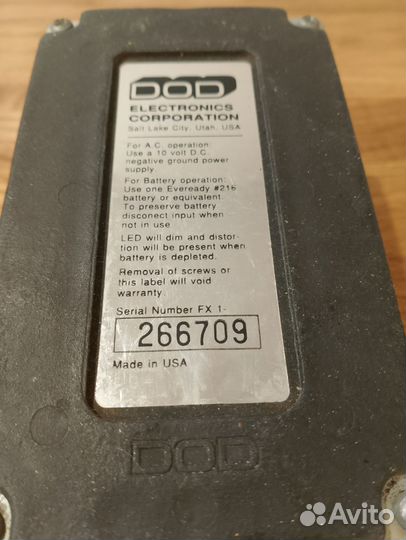 DOD
ELECTRONICS
CORPORATION
Salt Lake City, Utah, USA
For A.C. operation:
Use a 10 volt D.C.
negative ground power
supply.
For Battery operation:
Use one Eveready #216
battery or equivalent.
To preserve battery
disconect input when
not in use
LED will dim and distor-
tion will be present when
battery is depleted.
Removal of screws or
this label will void
warranty.
Serial Number FX 1-
266709
Made in USA
DOD
Avito